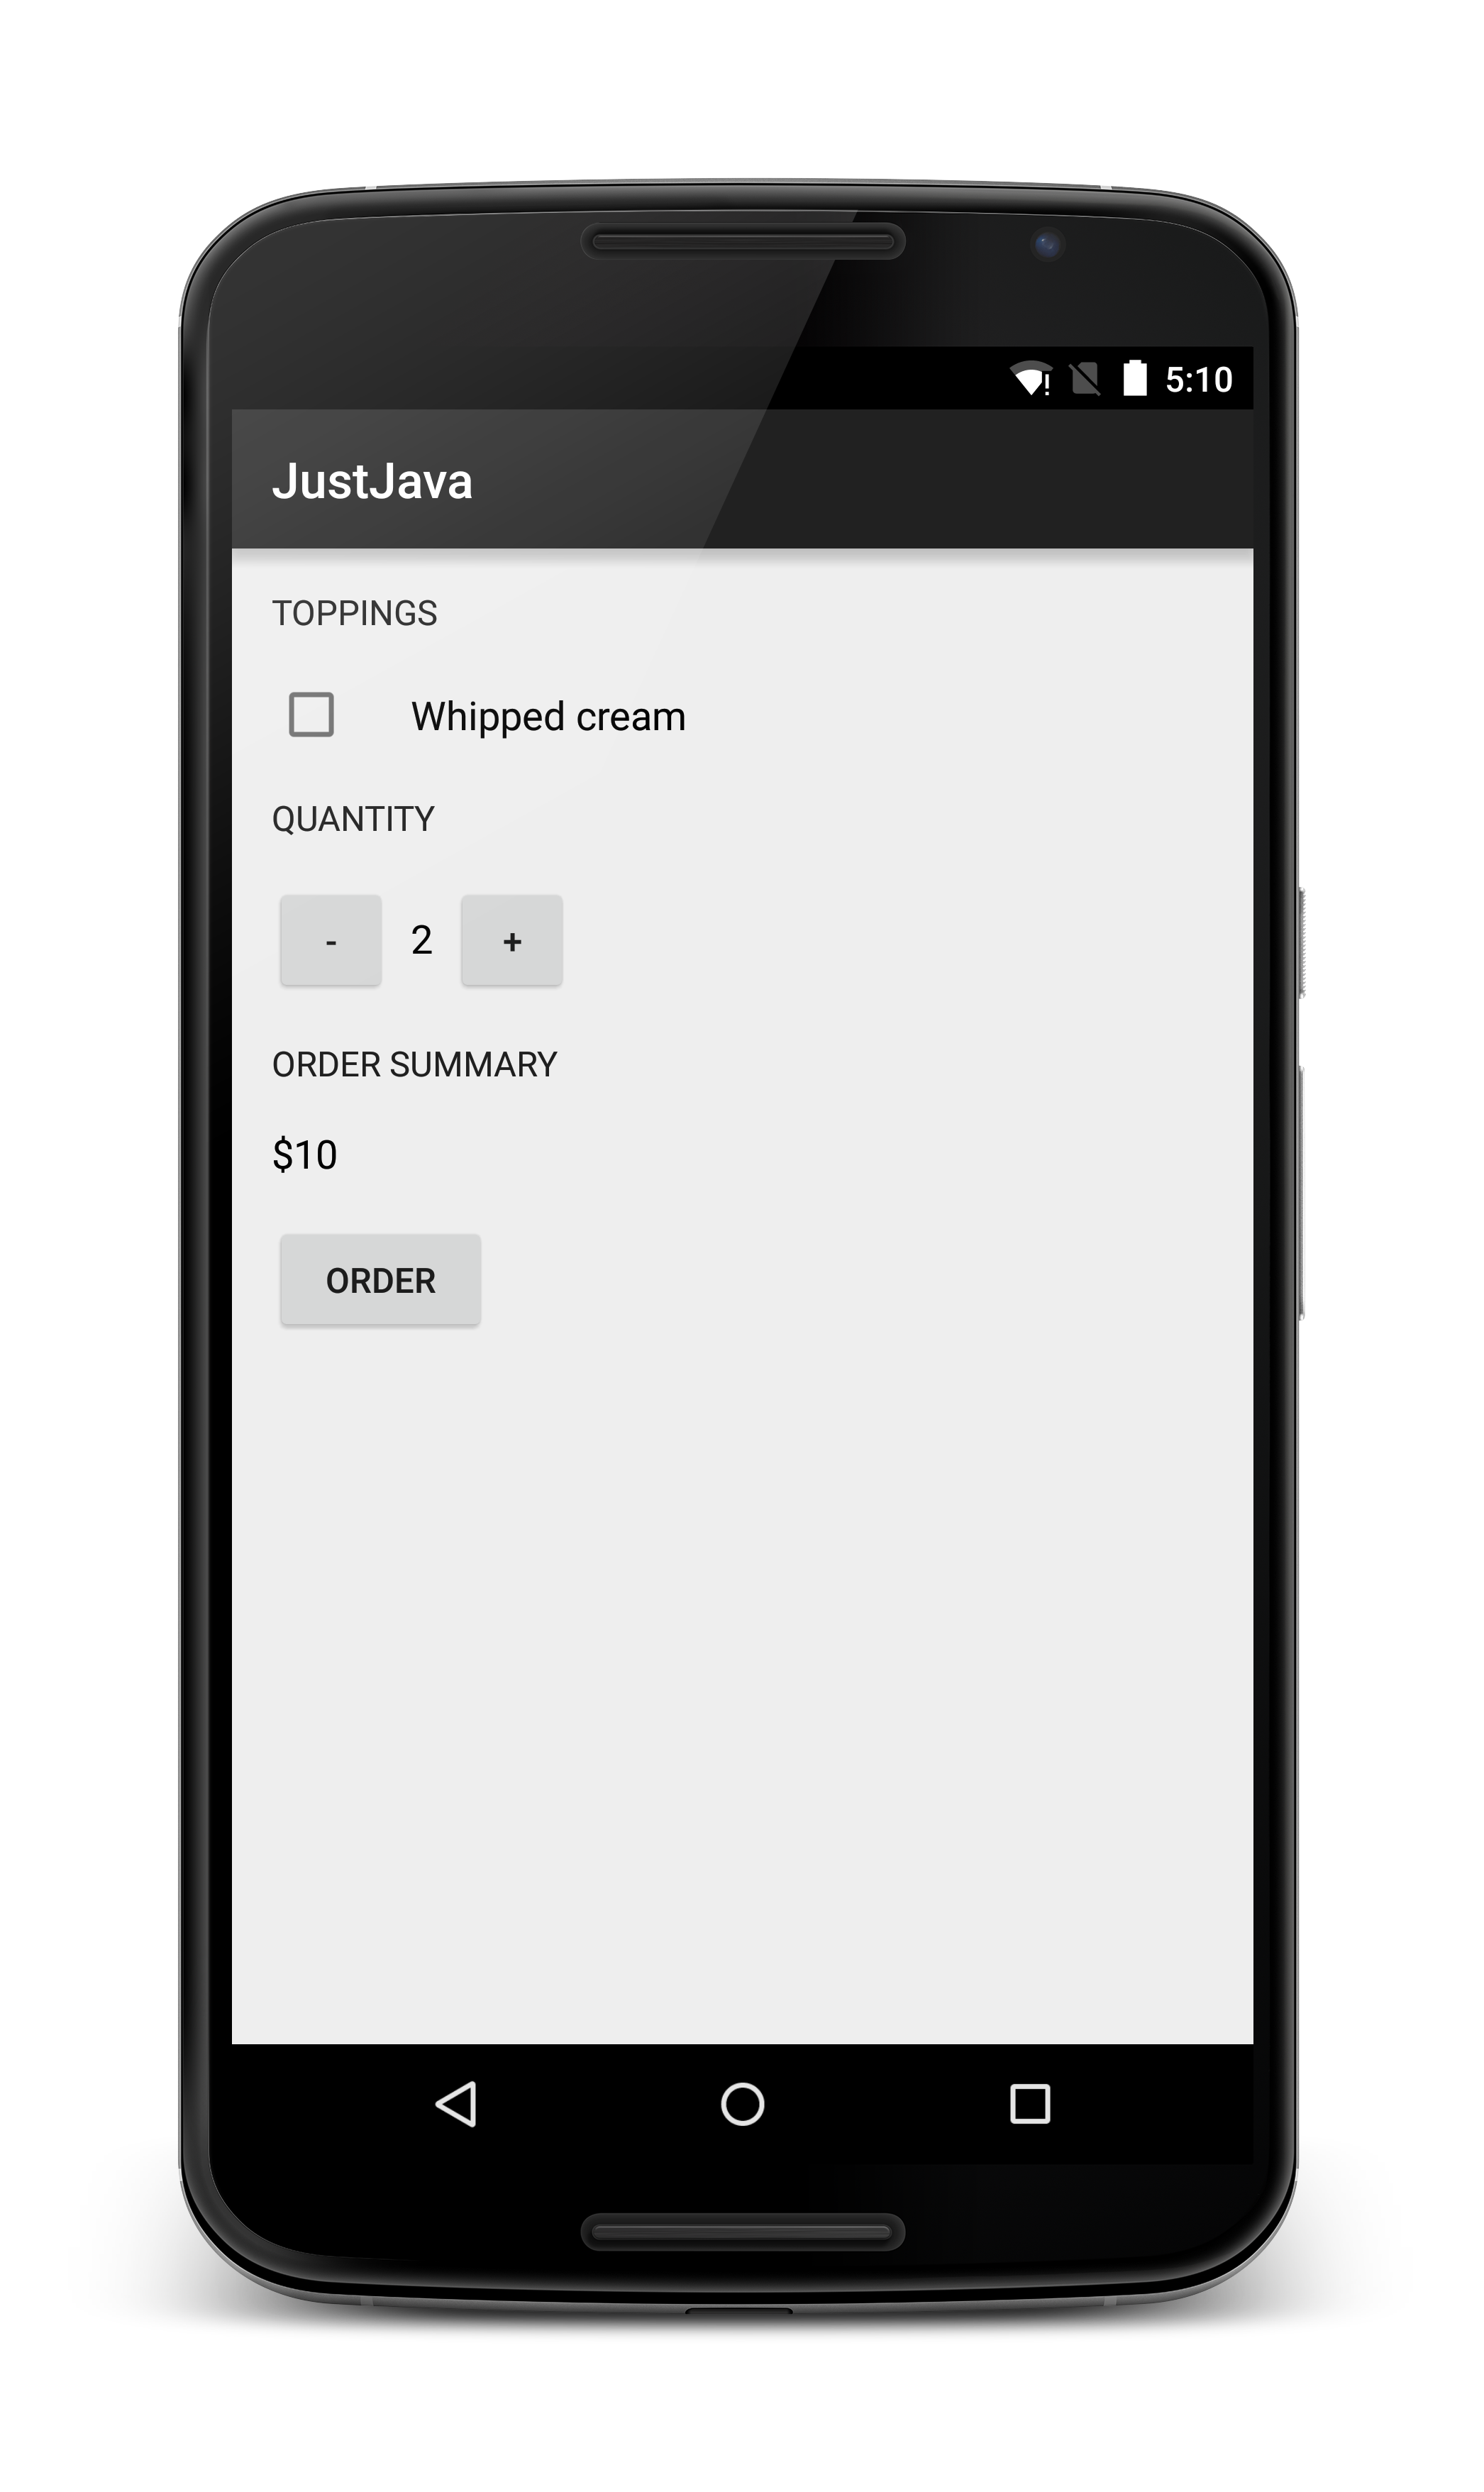 5:10
JustJava
TOPPINGS
Whipped cream
QUANTITY
- 2 +
ORDER SUMMARY
$10
ORDER